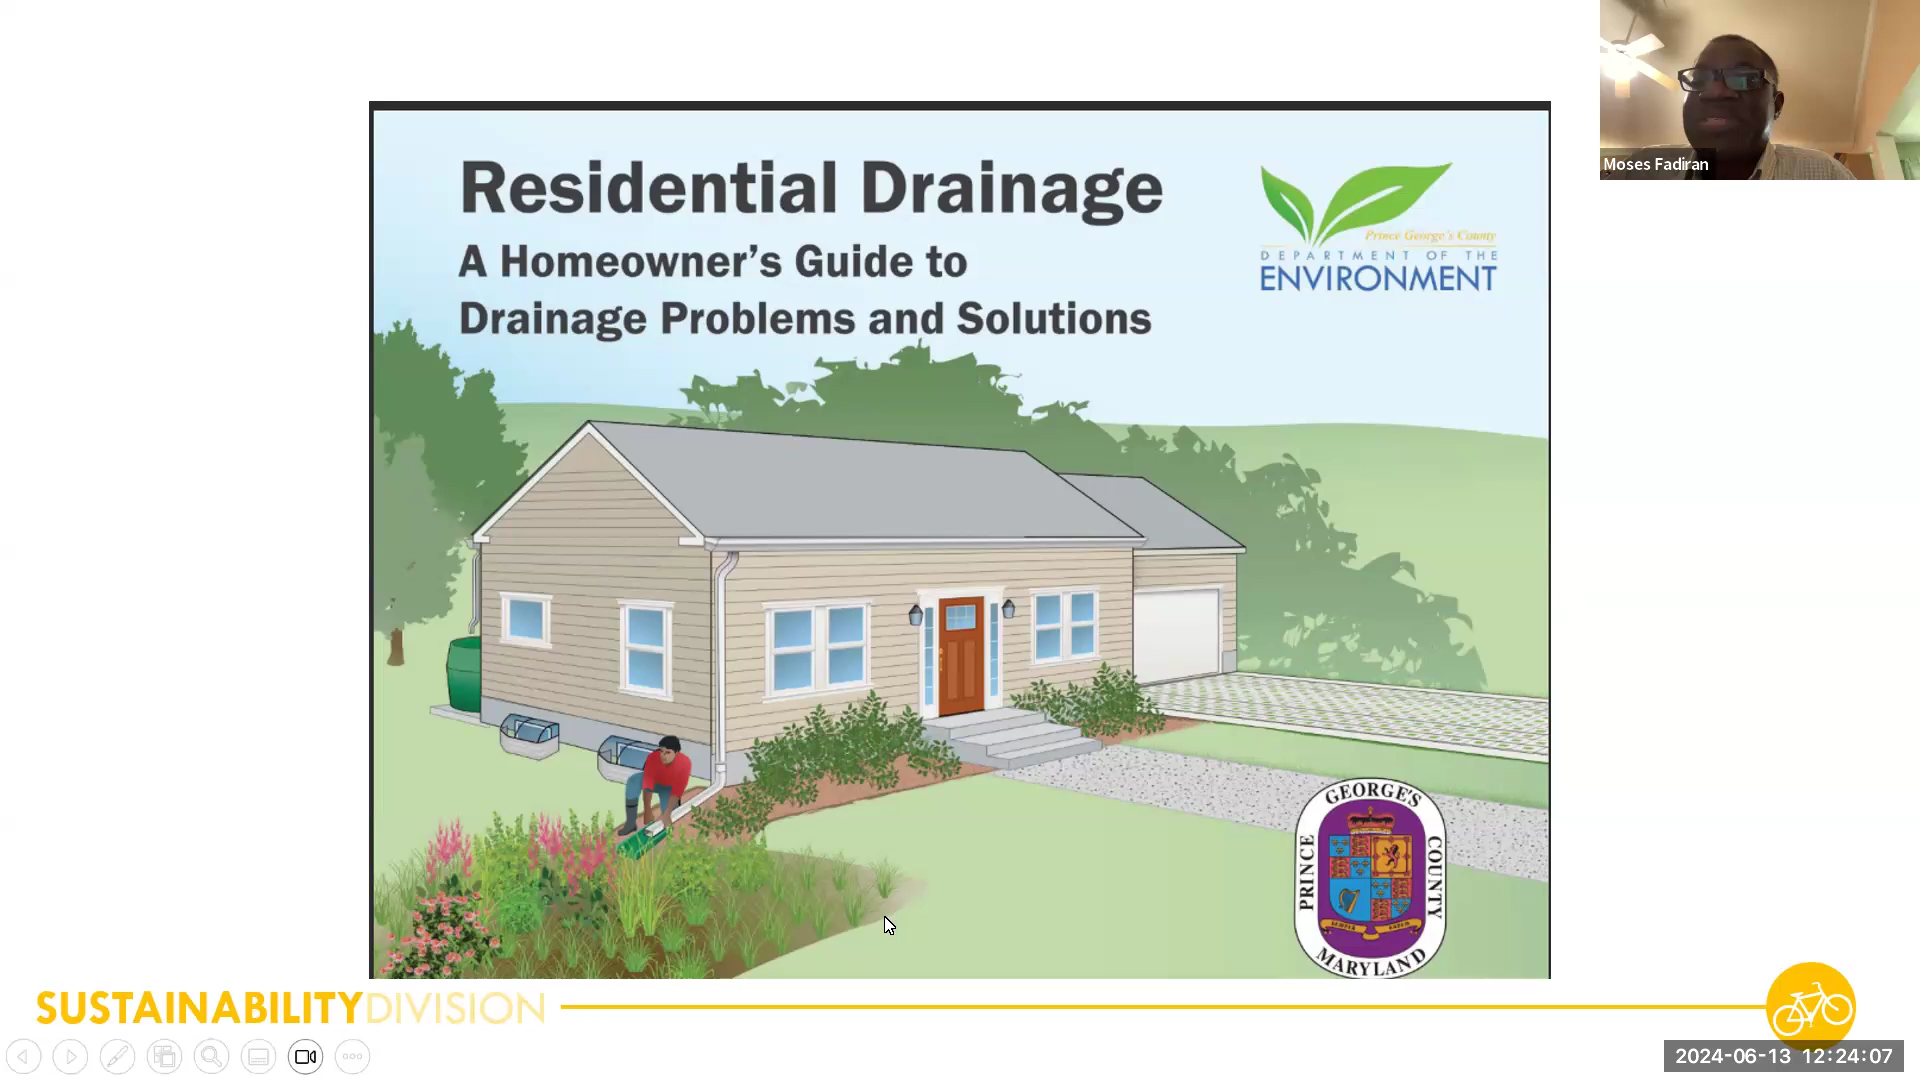 Residential Drainage
A Homeowner's Guide to
Drainage Problems and Solutions
Prince George's County
DEPARTMENT OF THE
ENVIRONMENT
Moses Fadiran
PRINCE GEORGE'S COUNTY
MARYLAND
SUSTAINABILITYDIVISION
2024-06-13 12:24:07